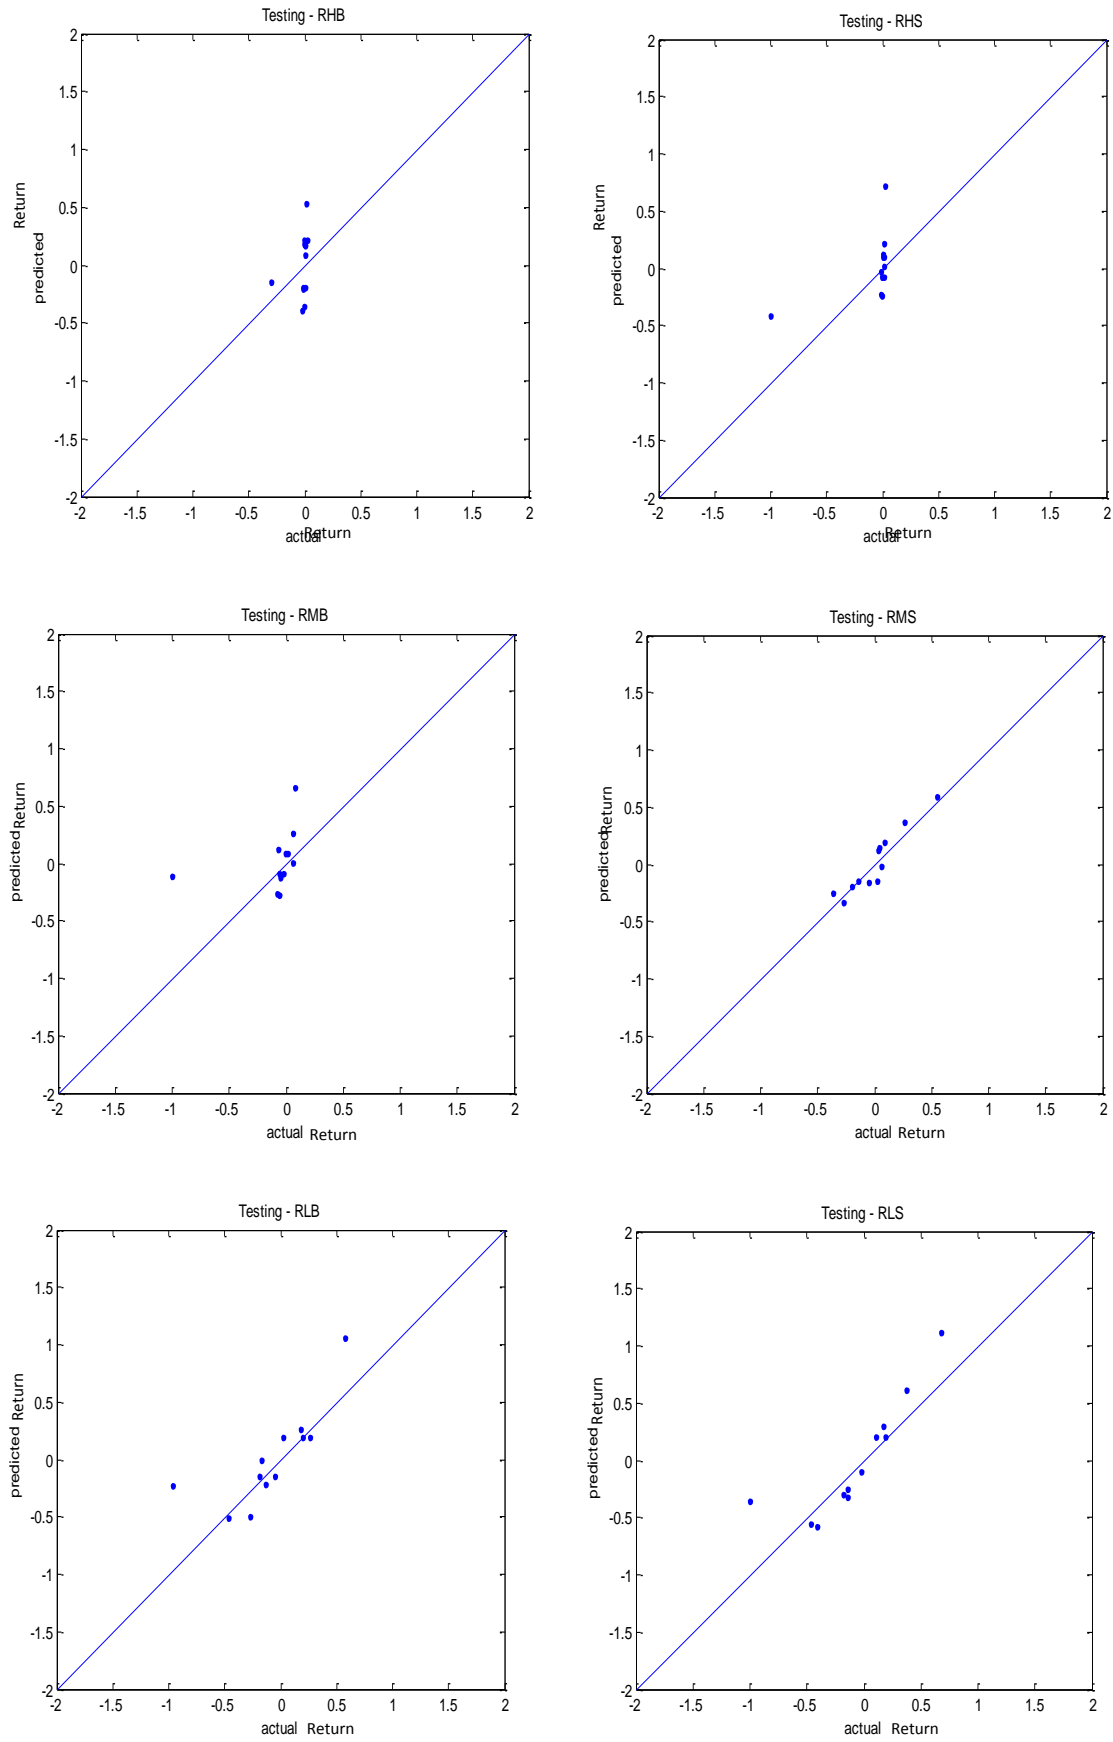 Testing - RHB
2
1.5
1
0.5
0
-0.5
-1
-1.5
-2
predicted
Return
-2 -1.5 -1 -0.5 0 0.5 1 1.5 2
actual Return
Testing - RHS
2
1.5
1
0.5
0
-0.5
-1
-1.5
-2
predicted
Return
-2 -1.5 -1 -0.5 0 0.5 1 1.5 2
actual Return
Testing - RMB
2
1.5
1
0.5
0
-0.5
-1
-1.5
-2
predicted Return
-2 -1.5 -1 -0.5 0 0.5 1 1.5 2
actual Return
Testing - RMS
2
1.5
1
0.5
0
-0.5
-1
-1.5
-2
predicted Return
-2 -1.5 -1 -0.5 0 0.5 1 1.5 2
actual Return
Testing - RLB
2
1.5
1
0.5
0
-0.5
-1
-1.5
-2
predicted Return
-2 -1.5 -1 -0.5 0 0.5 1 1.5 2
actual Return
Testing - RLS
2
1.5
1
0.5
0
-0.5
-1
-1.5
-2
predicted Return
-2 -1.5 -1 -0.5 0 0.5 1 1.5 2
actual Return